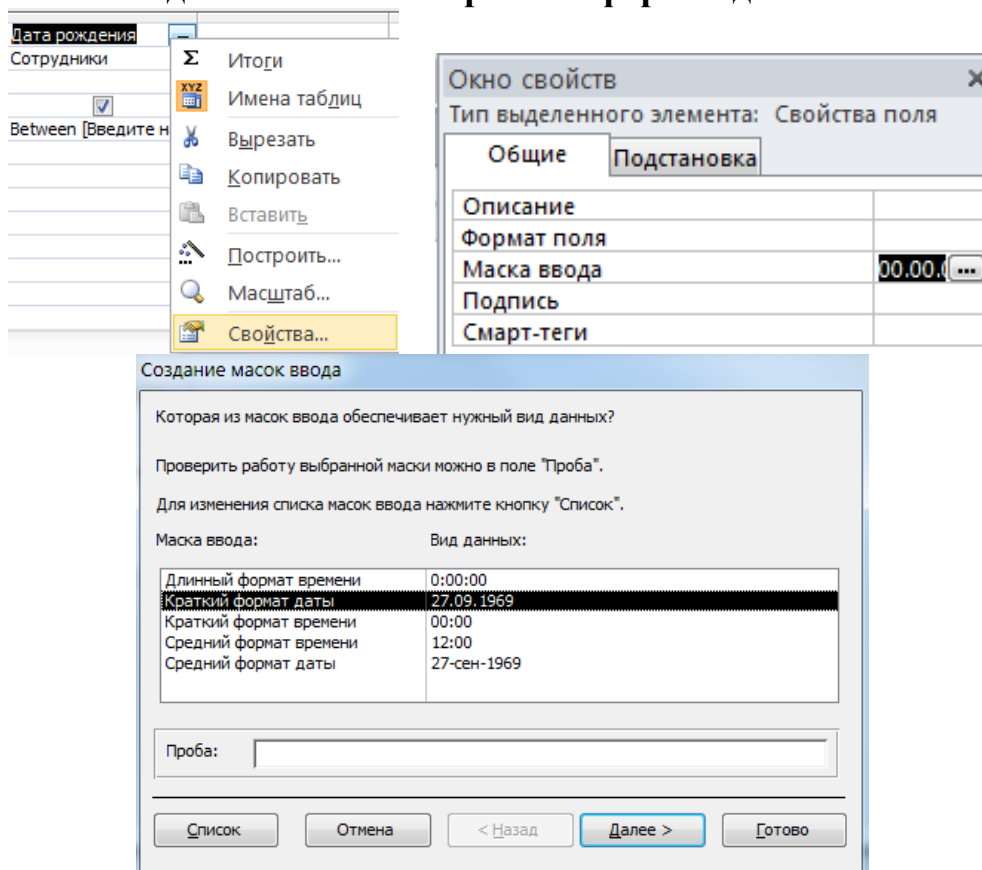 Дата рождения
Сотрудники
Between [Введите н
Σ Итоги
XYZ
Имена таблиц
Вырезать
Копировать
Вставить
Построить...
Масштаб...
Свойства...
Окно свойств
Тип выделенного элемента: Свойства поля
Общие Подстановка
Описание
Формат поля
Маска ввода 00.00.( ...
Подпись
Смарт-теги
Создание масок ввода
Которая из масок ввода обеспечивает нужный вид данных?
Проверить работу выбранной маски можно в поле "Проба".
Для изменения списка масок ввода нажмите кнопку "Список".
Маска ввода: Вид данных:
Длинный формат времени 0:00:00
Краткий формат даты 27.09.1969
Краткий формат времени 00:00
Средний формат времени 12:00
Средний формат даты 27-сен-1969
Проба:
Список Отмена < Назад Далее > Готово